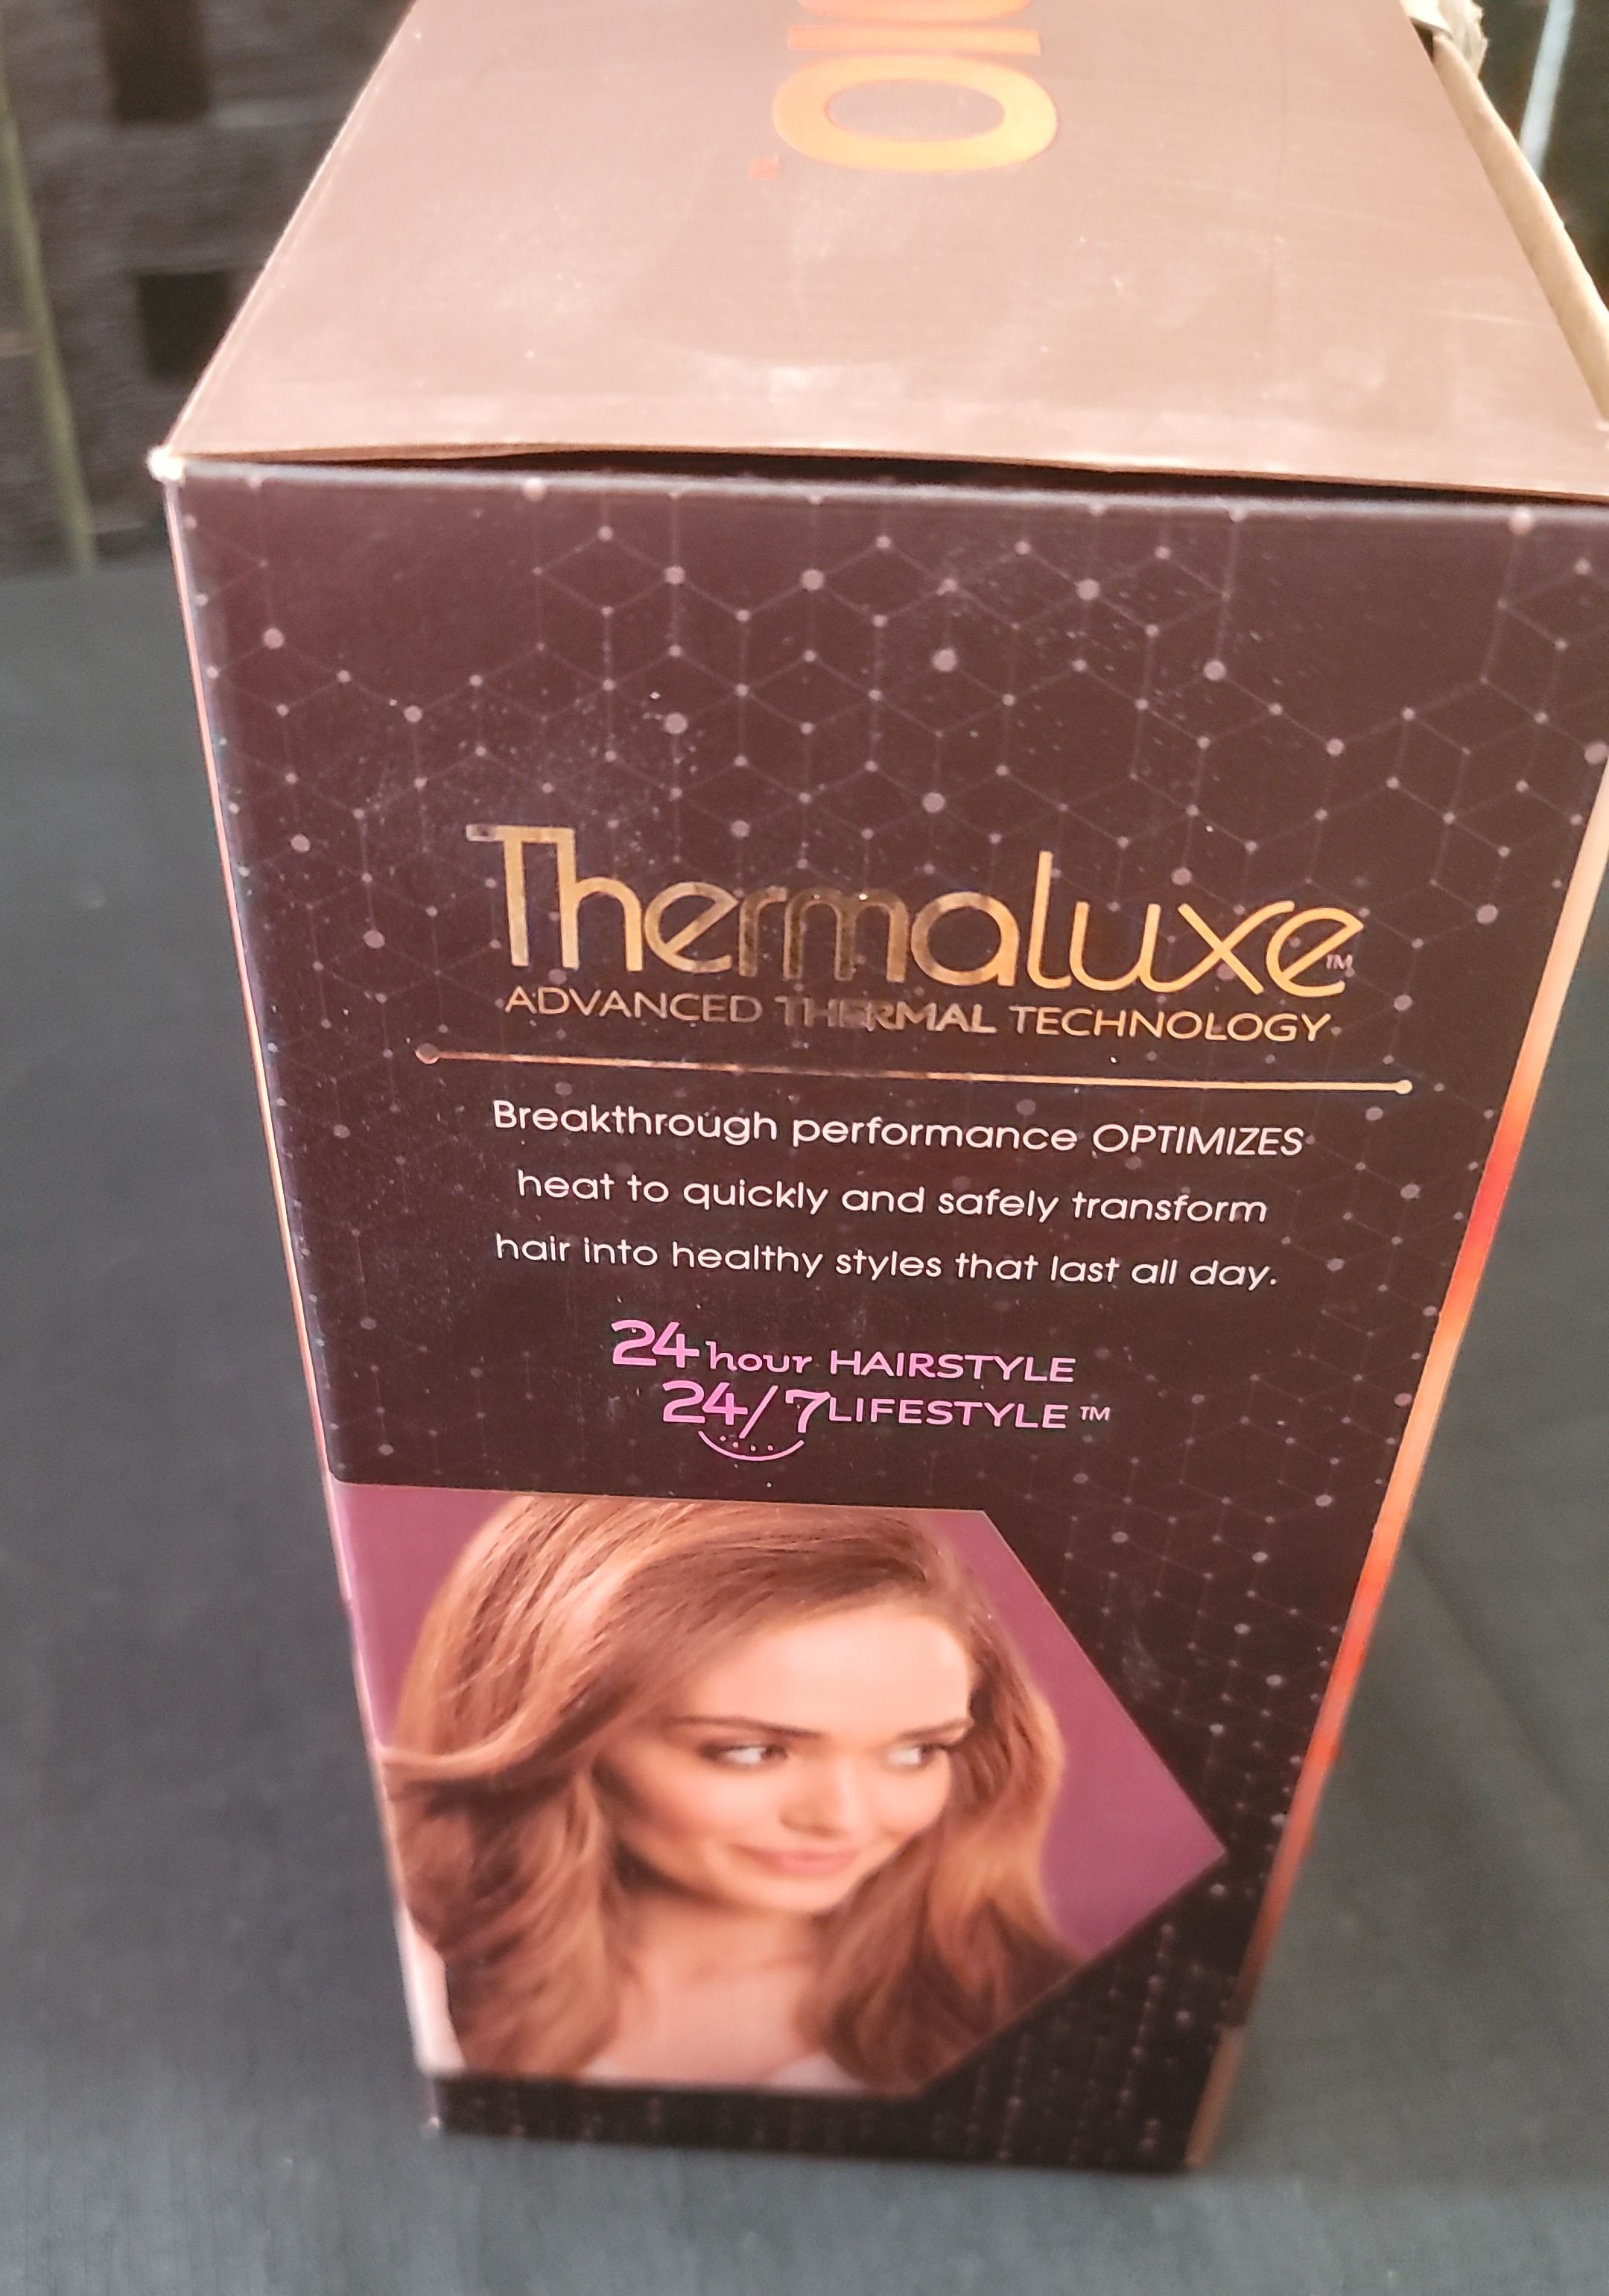 Thermaluxe™
ADVANCED THERMAL TECHNOLOGY
Breakthrough performance OPTIMIZES
heat to quickly and safely transform
hair into healthy styles that last all day.
24 hour HAIRSTYLE
24/7 LIFESTYLE™